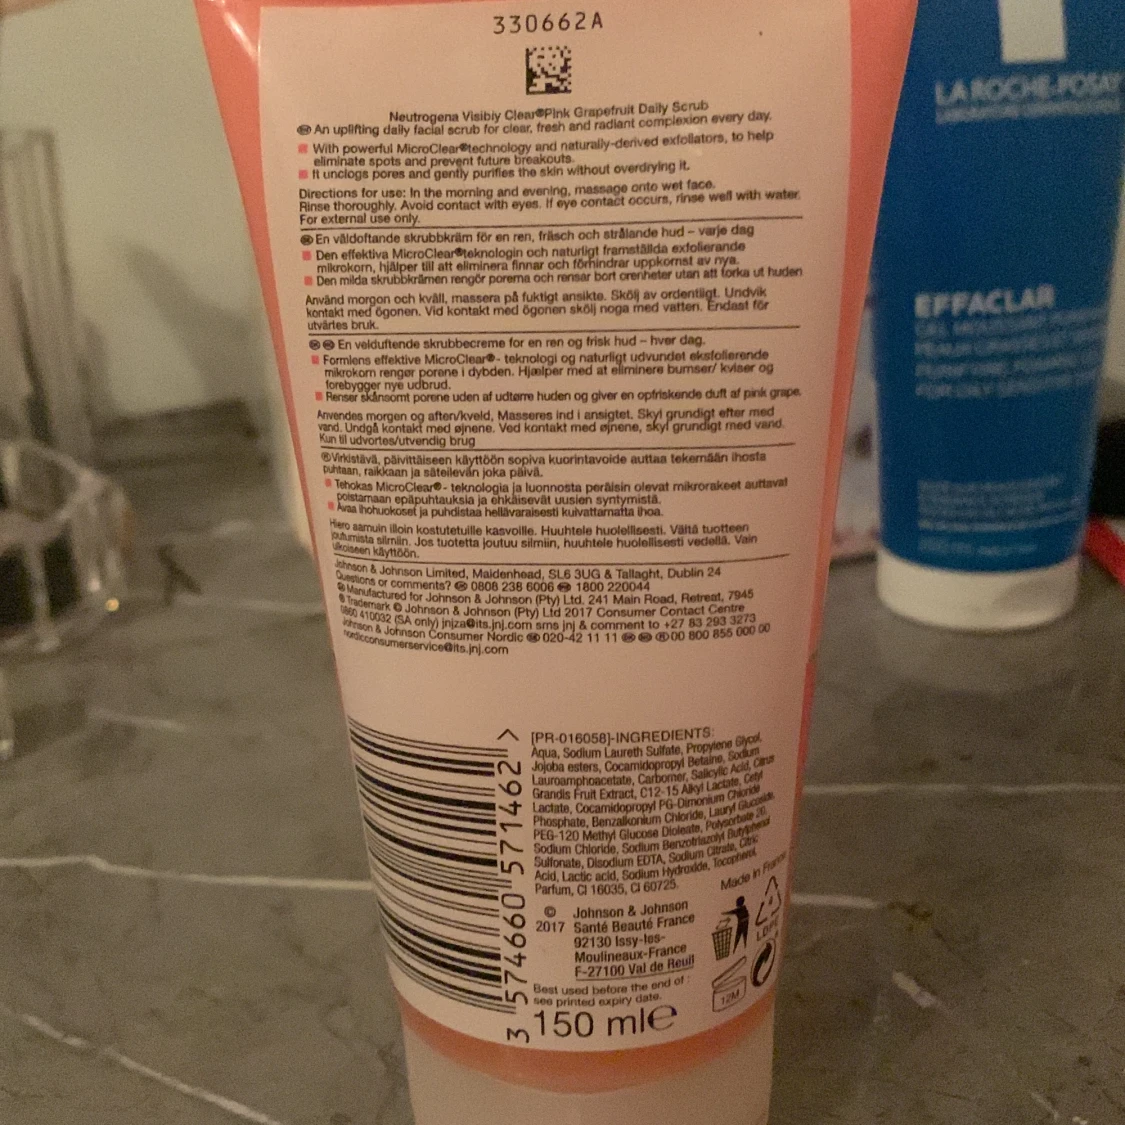 330662A
Neutrogena Visibly Clear®Pink Grapefruit Daily Scrub
An uplifting daily facial scrub for clear, fresh and radiant complexion every day.
With powerful MicroClear®technology and naturally-derived exfoliators, to help
eliminate spots and prevent future breakouts.
It unclogs pores and gently purifies the skin without overdrying it.
Directions for use: In the morning and evening, massage onto wet face.
Rinse thoroughly. Avoid contact with eyes. If eye contact occurs, rinse well with water.
For external use only.
En väldoftande skrubbkräm för en ren, fräsch och strålande hud – varje dag
Den effektiva MicroClear®teknologin och naturligt framställda exfolierande
mikrokorn, hjälper till att eliminera finnar och förhindrar uppkomst av nya.
Den milda skrubbkrämen rengör porerna och rensar bort orenheter utan att torka ut huden
Använd morgon och kväll, massera på fuktigt ansikte. Skölj av ordentligt. Undvik
kontakt med ögonen. Vid kontakt med ögonen skölj noga med vatten. Endast för
utvärtes bruk.
En velduftende skrubbecreme for en ren og frisk hud – hver dag.
Formlens effektive MicroClear®- teknologi og naturligt udvundet eksfolierende
mikrokorn rengør porene i dybden. Hjælper med at eliminere bumser/ kviser og
forebygger nye udbrud.
Renser skånsomt porene uden af udtørre huden og giver en opfriskende duft af pink grape.
Anvendes morgen og aften/kveld, Masseres ind i ansigtet. Skyl grundigt efter med
vand. Undgå kontakt med øjnene. Ved kontakt med øjnene, skyl grundigt med vand.
Kun til udvortes/utvendig brug
Virkistävä, päivittäiseen käyttöön sopiva kuorintavoide auttaa tekemään ihosta
puhtaan, raikkaan ja säteilevän joka päivä.
Tehokas MicroClear®- teknologia ja luonnosta peräisin olevat mikrorakeet auttavat
poistamaan epäpuhtauksia ja ehkäisevät uusien syntymistä.
Avaa ihohuokoset ja puhdistaa hellävaraisesti kuivattamatta ihoa.
Hiero aamuin illoin kostutetuille kasvoille. Huuhtele huolellisesti. Vältä tuotteen
joutumista silmiin. Jos tuotetta joutuu silmiin, huuhtele huolellisesti vedellä. Vain
ulkoiseen käyttöön.
Johnson & Johnson Limited, Maidenhead, SL6 3UG & Tallaght, Dublin 24
Questions or comments? 0808 238 6006 1800 220044
Manufactured for Johnson & Johnson (Pty) Ltd. 241 Main Road, Retreat, 7945
Trademark © Johnson & Johnson (Pty) Ltd 2017 Consumer Contact Centre
0860 410032 (SA only) jnjza@its.jnj.com sms jnj & comment to +27 83 293 3273
Johnson & Johnson Consumer Nordic 020-42 11 11 00 800 855 000 00
nordicconsumerservice@its.jnj.com
[PR-016058]-INGREDIENTS:
Aqua, Sodium Laureth Sulfate, Propylene Glycol,
Jojoba esters, Cocamidopropyl Betaine, Sodium
Lauroamphoacetate, Carbomer, Salicylic Acid, Citrus
Grandis Fruit Extract, C12-15 Alkyl Lactate, Cetyl
Lactate, Cocamidopropyl PG-Dimonium Chloride
Phosphate, Benzalkonium Chloride, Lauryl Glucoside,
PEG-120 Methyl Glucose Dioleate, Polysorbate 20,
Sodium Chloride, Sodium Benzotriazolyl Butylphenol
Sulfonate, Disodium EDTA, Sodium Citrate, Citric
Acid, Lactic acid, Sodium Hydroxide, Tocopherol,
Parfum, CI 16035, CI 60725.
Made in France
© 2017
Johnson & Johnson
Santé Beauté France
92130 Issy-les-
Moulineaux-France
F-27100 Val de Reuil
LDPE
12M
Best used before the end of :
see printed expiry date.
150 ml e
3 574660 571462 >
LA ROCHE-POSAY
EFFACLAR